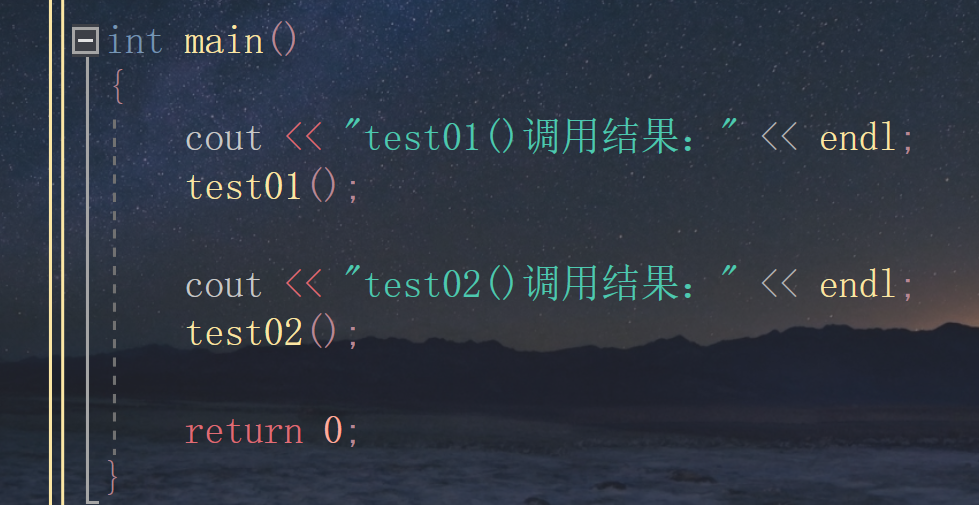 int main()
{
cout << "test01()调用结果：" << endl;
test01();
cout << "test02()调用结果：" << endl;
test02();
return 0;
}